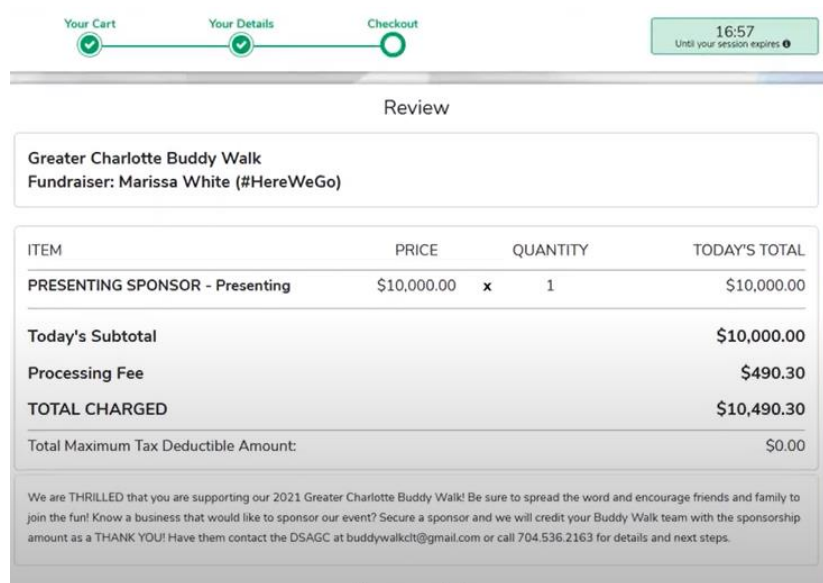 Your Cart Your Details Checkout
16:57
Until your session expires
Review
Greater Charlotte Buddy Walk
Fundraiser: Marissa White (#HereWeGo)
ITEM PRICE QUANTITY TODAY'S TOTAL
PRESENTING SPONSOR - Presenting $10,000.00 x 1 $10,000.00
Today's Subtotal $10,000.00
Processing Fee $490.30
TOTAL CHARGED $10,490.30
Total Maximum Tax Deductible Amount: $0.00
We are THRILLED that you are supporting our 2021 Greater Charlotte Buddy Walk! Be sure to spread the word and encourage friends and family to
join the fun! Know a business that would like to sponsor our event? Secure a sponsor and we will credit your Buddy Walk team with the sponsorship
amount as a THANK YOU! Have them contact the DSAGC at buddywalkclt@gmail.com or call 704.536.2163 for details and next steps.